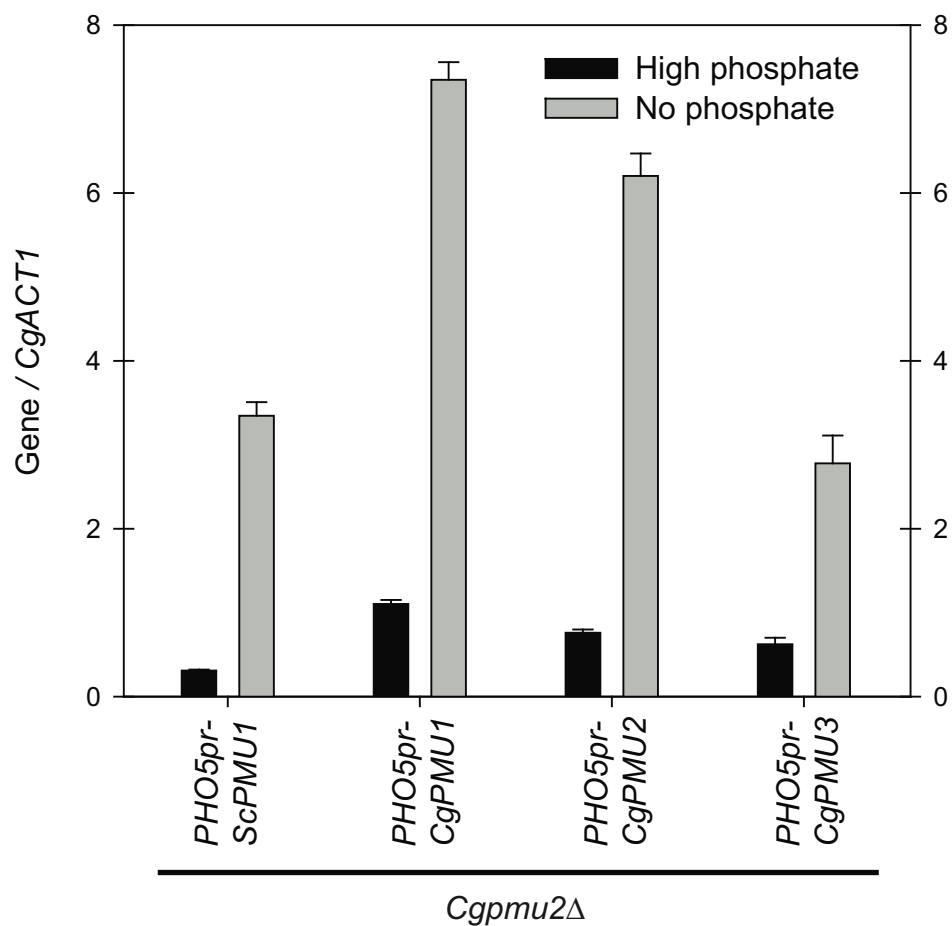 8
6
4
2
0
8
6
4
2
0
Gene / CgACT1
High phosphate
No phosphate
PHO5pr-
ScPMU1
PHO5pr-
CgPMU1
PHO5pr-
CgPMU2
PHO5pr-
CgPMU3
Cgpmu2Δ